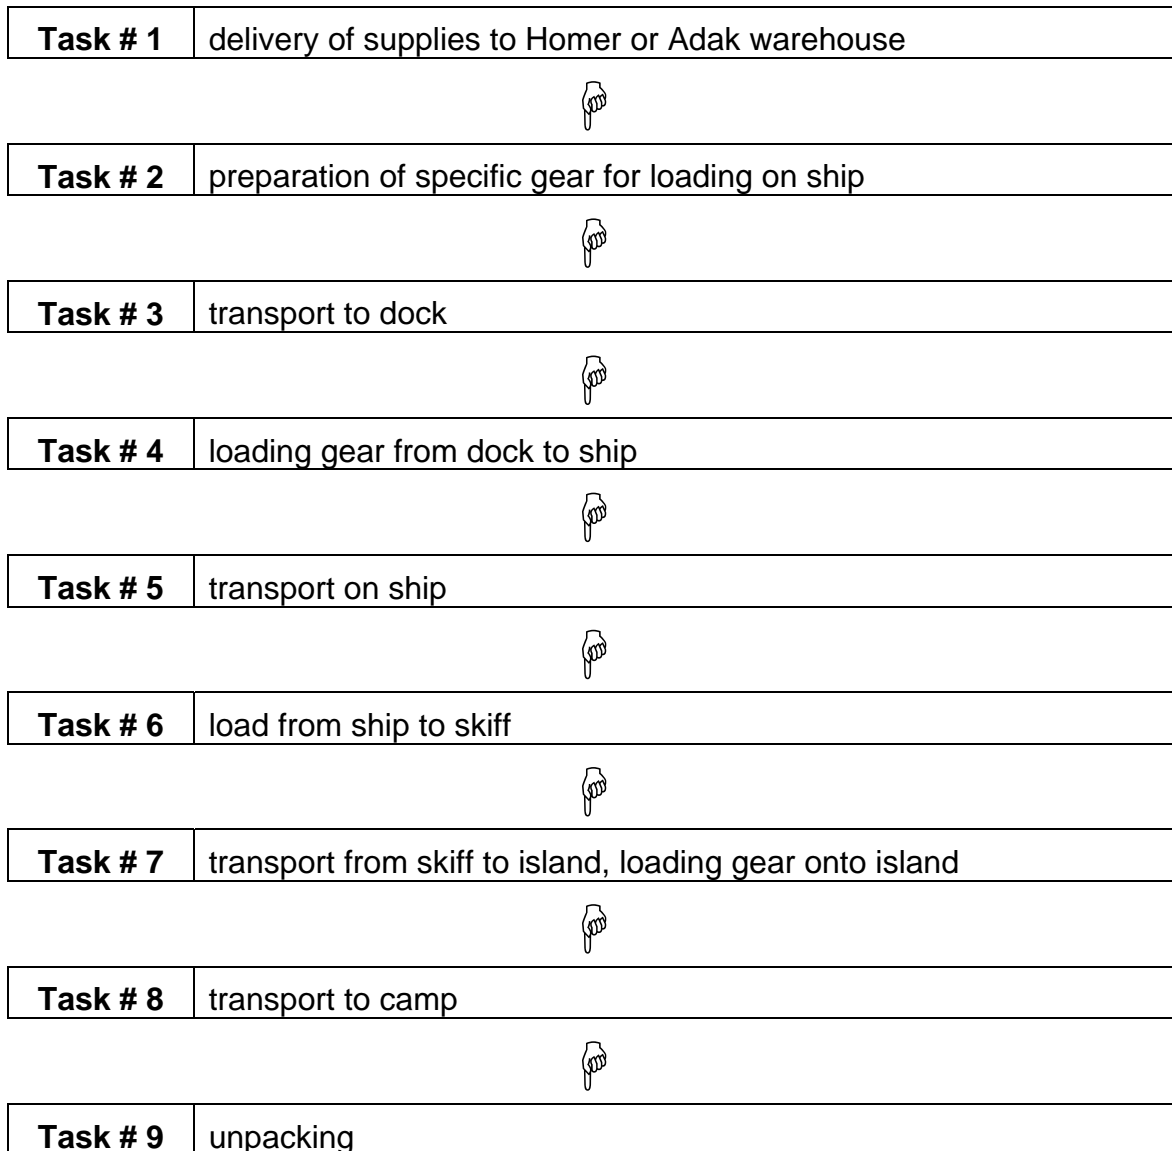 Task # 1 delivery of supplies to Homer or Adak warehouse
Task # 2 preparation of specific gear for loading on ship
Task # 3 transport to dock
Task # 4 loading gear from dock to ship
Task # 5 transport on ship
Task # 6 load from ship to skiff
Task # 7 transport from skiff to island, loading gear onto island
Task # 8 transport to camp
Task # 9 unpacking